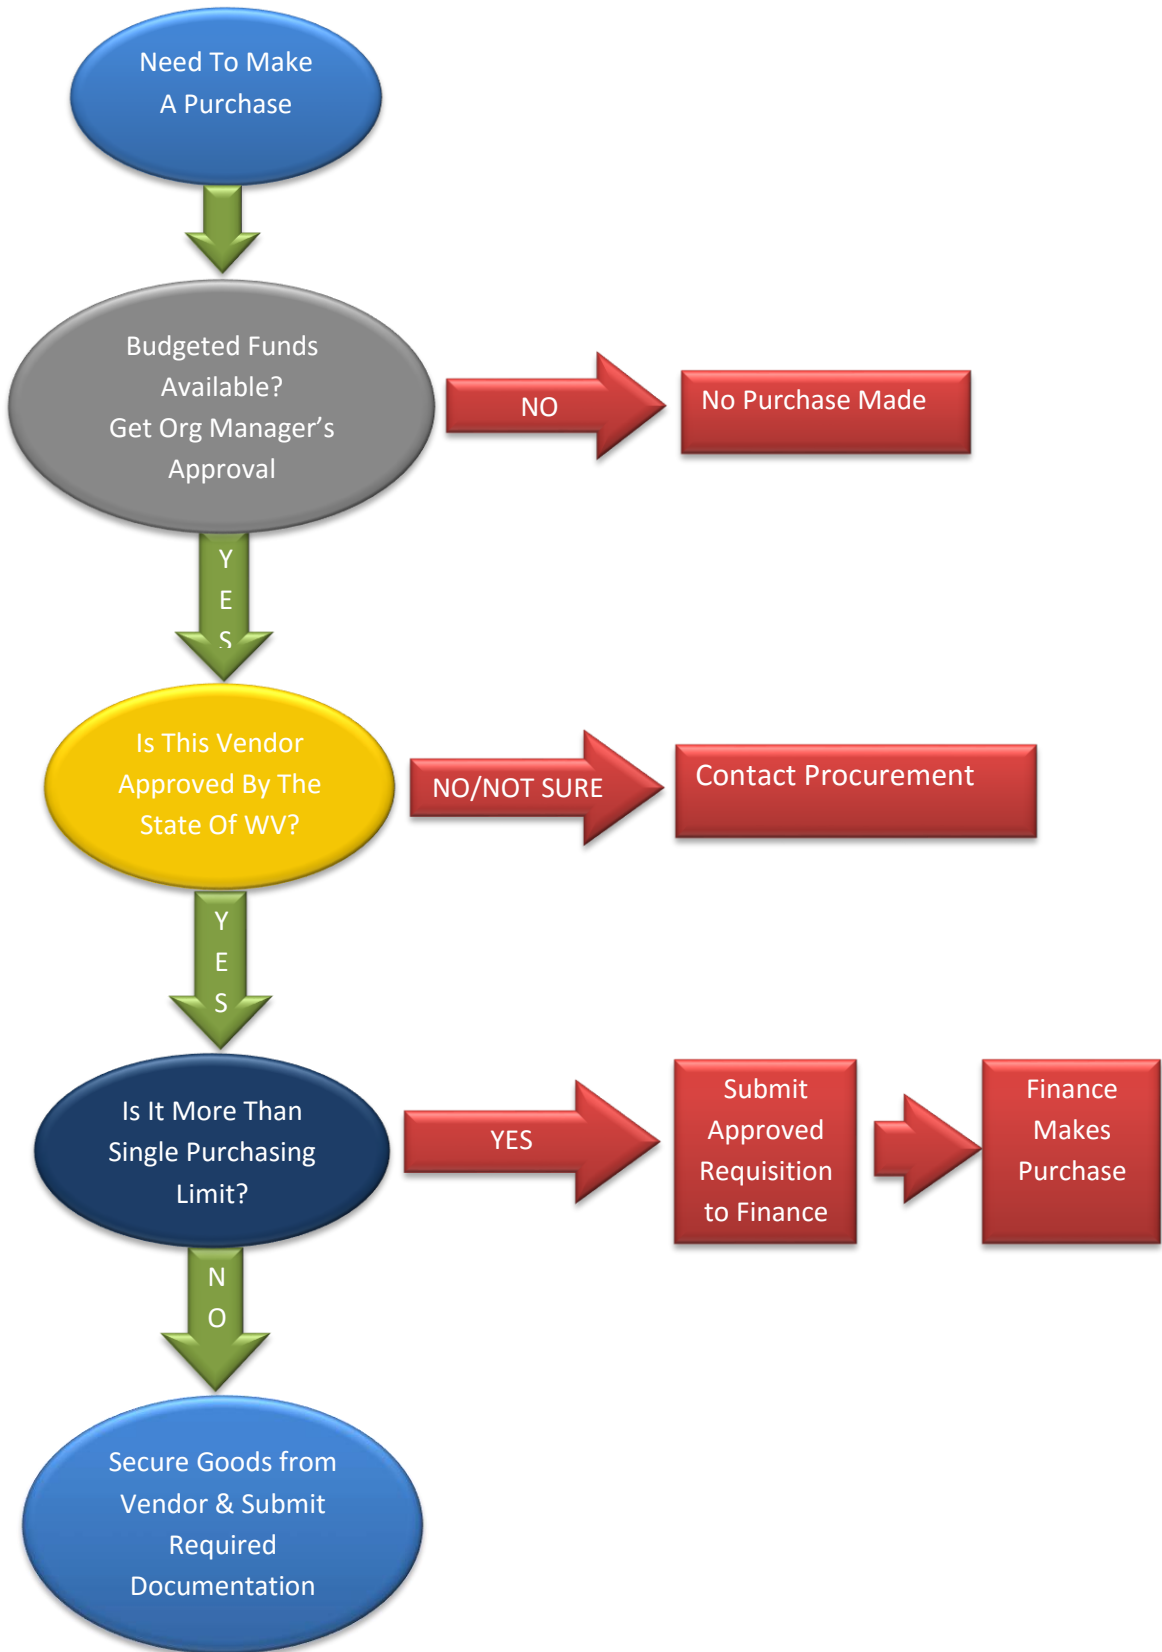 Need To Make
A Purchase
Budgeted Funds
Available?
Get Org Manager’s
Approval
NO
No Purchase Made
Y
E
S
Is This Vendor
Approved By The
State Of WV?
NO/NOT SURE
Contact Procurement
Y
E
S
Is It More Than
Single Purchasing
Limit?
YES
Submit
Approved
Requisition
to Finance
Finance
Makes
Purchase
N
O
Secure Goods from
Vendor & Submit
Required
Documentation